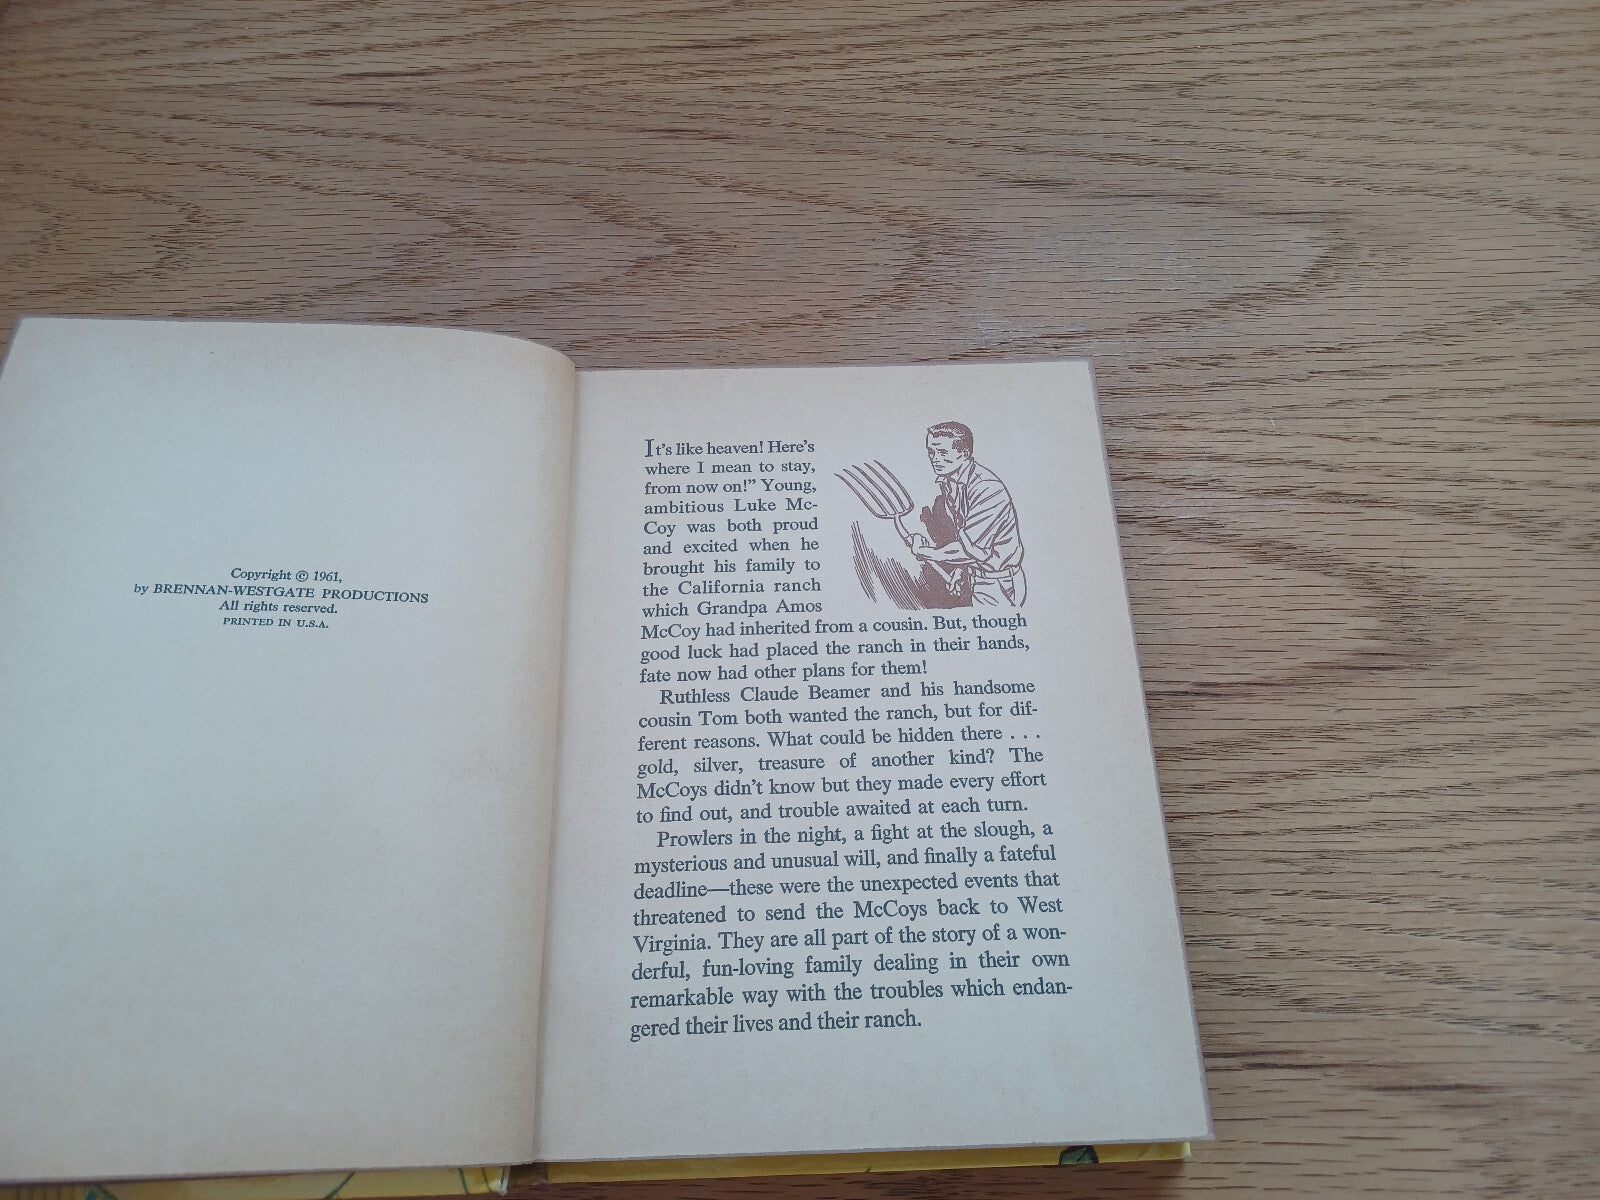 Copyright © 1961,
by BRENNAN-WESTGATE PRODUCTIONS
All rights reserved.
PRINTED IN U.S.A.
It's like heaven! Here's
where I mean to stay,
from now on!” Young,
ambitious Luke Mc-
Coy was both proud
and excited when he
brought his family to
the California ranch
which Grandpa Amos
McCoy had inherited from a cousin. But, though
good luck had placed the ranch in their hands,
fate now had other plans for them!
Ruthless Claude Beamer and his handsome
cousin Tom both wanted the ranch, but for dif-
ferent reasons. What could be hidden there . . .
gold, silver, treasure of another kind? The
McCoys didn't know but they made every effort
to find out, and trouble awaited at each turn.
Prowlers in the night, a fight at the slough, a
mysterious and unusual will, and finally a fateful
deadline—these were the unexpected events that
threatened to send the McCoys back to West
Virginia. They are all part of the story of a won-
derful, fun-loving family dealing in their own
remarkable way with the troubles which endan-
gered their lives and their ranch.